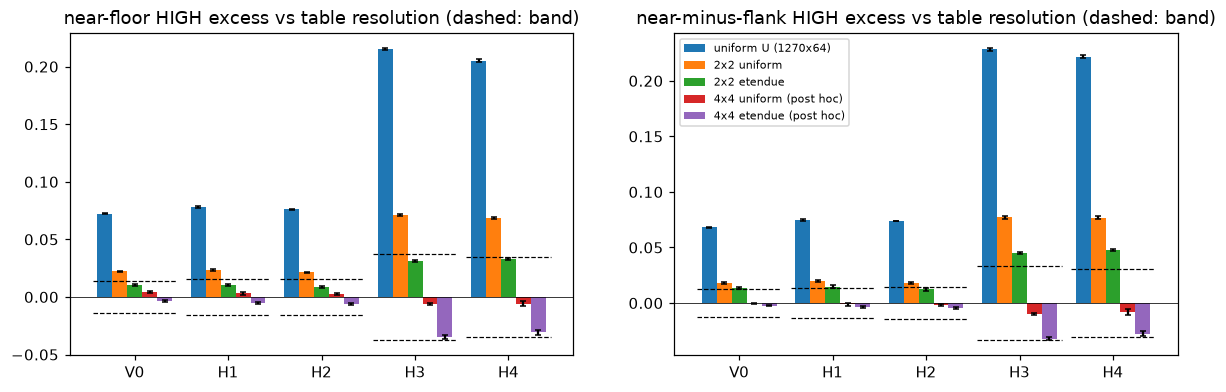 near-floor HIGH excess vs table resolution (dashed: band)
0.20
0.15
0.10
0.05
0.00
−0.05
V0 H1 H2 H3 H4
near-minus-flank HIGH excess vs table resolution (dashed: band)
uniform U (1270x64)
2x2 uniform
2x2 etendue
4x4 uniform (post hoc)
4x4 etendue (post hoc)
0.20
0.15
0.10
0.05
0.00
V0 H1 H2 H3 H4